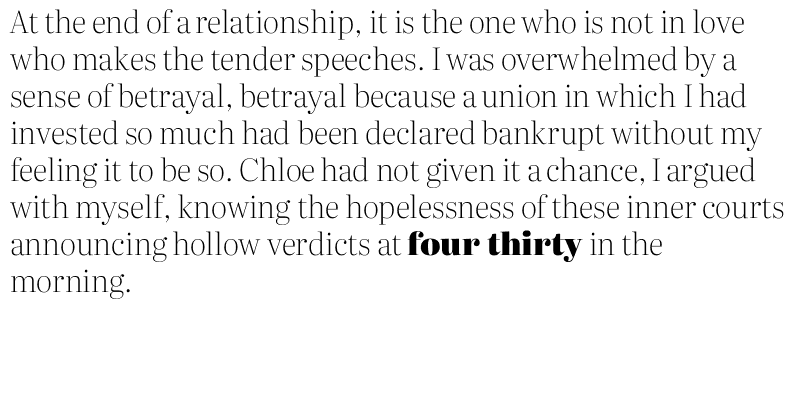 At the end of a relationship, it is the one who is not in love
who makes the tender speeches. I was overwhelmed by a
sense of betrayal, betrayal because a union in which I had
invested so much had been declared bankrupt without my
feeling it to be so. Chloe had not given it a chance, I argued
with myself, knowing the hopelessness of these inner courts
announcing hollow verdicts at four thirty in the
morning.